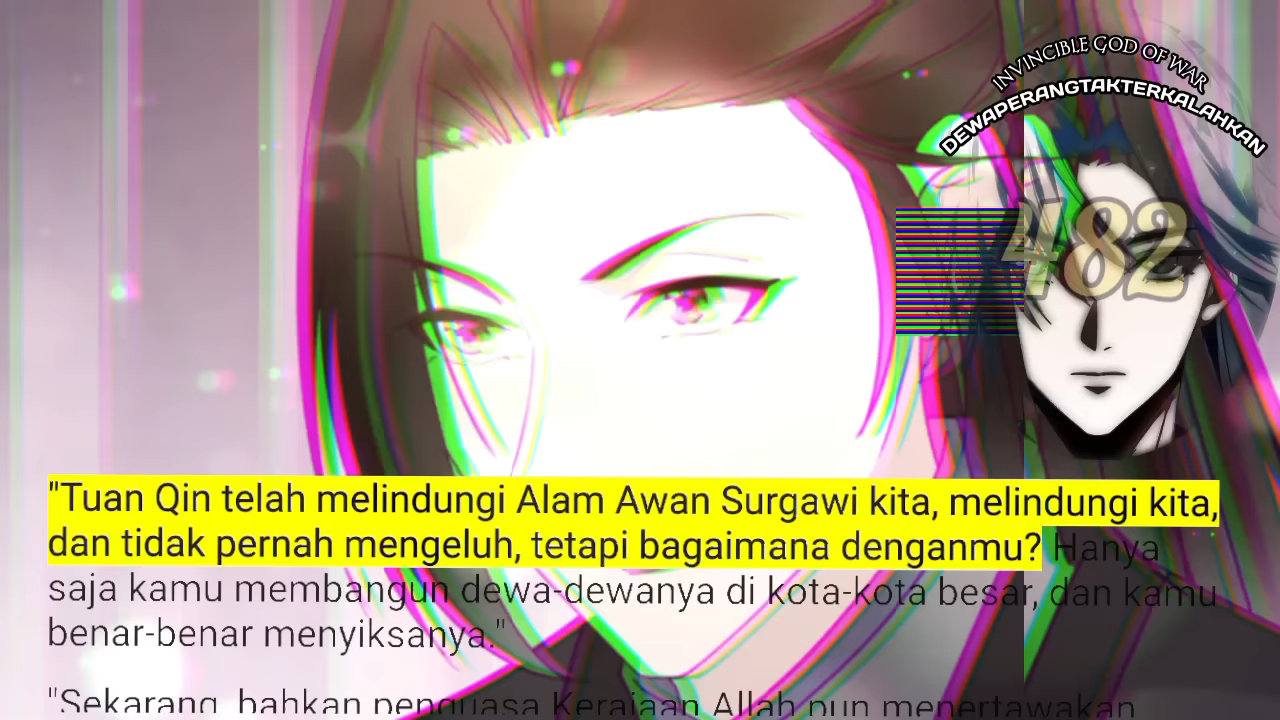 INVINCIBLE GOD OF WAR
DEWAPERANGTAKTERKALAHKAN
482
"Tuan Qin telah melindungi Alam Awan Surgawi kita, melindungi kita,
dan tidak pernah mengeluh, tetapi bagaimana denganmu? Hanya
saja kamu membangun dewa-dewanya di kota-kota besar, dan kamu
benar-benar menyiksanya."
"Sekarang, bahkan penguasa Kerajaan Allah pun menertawakan